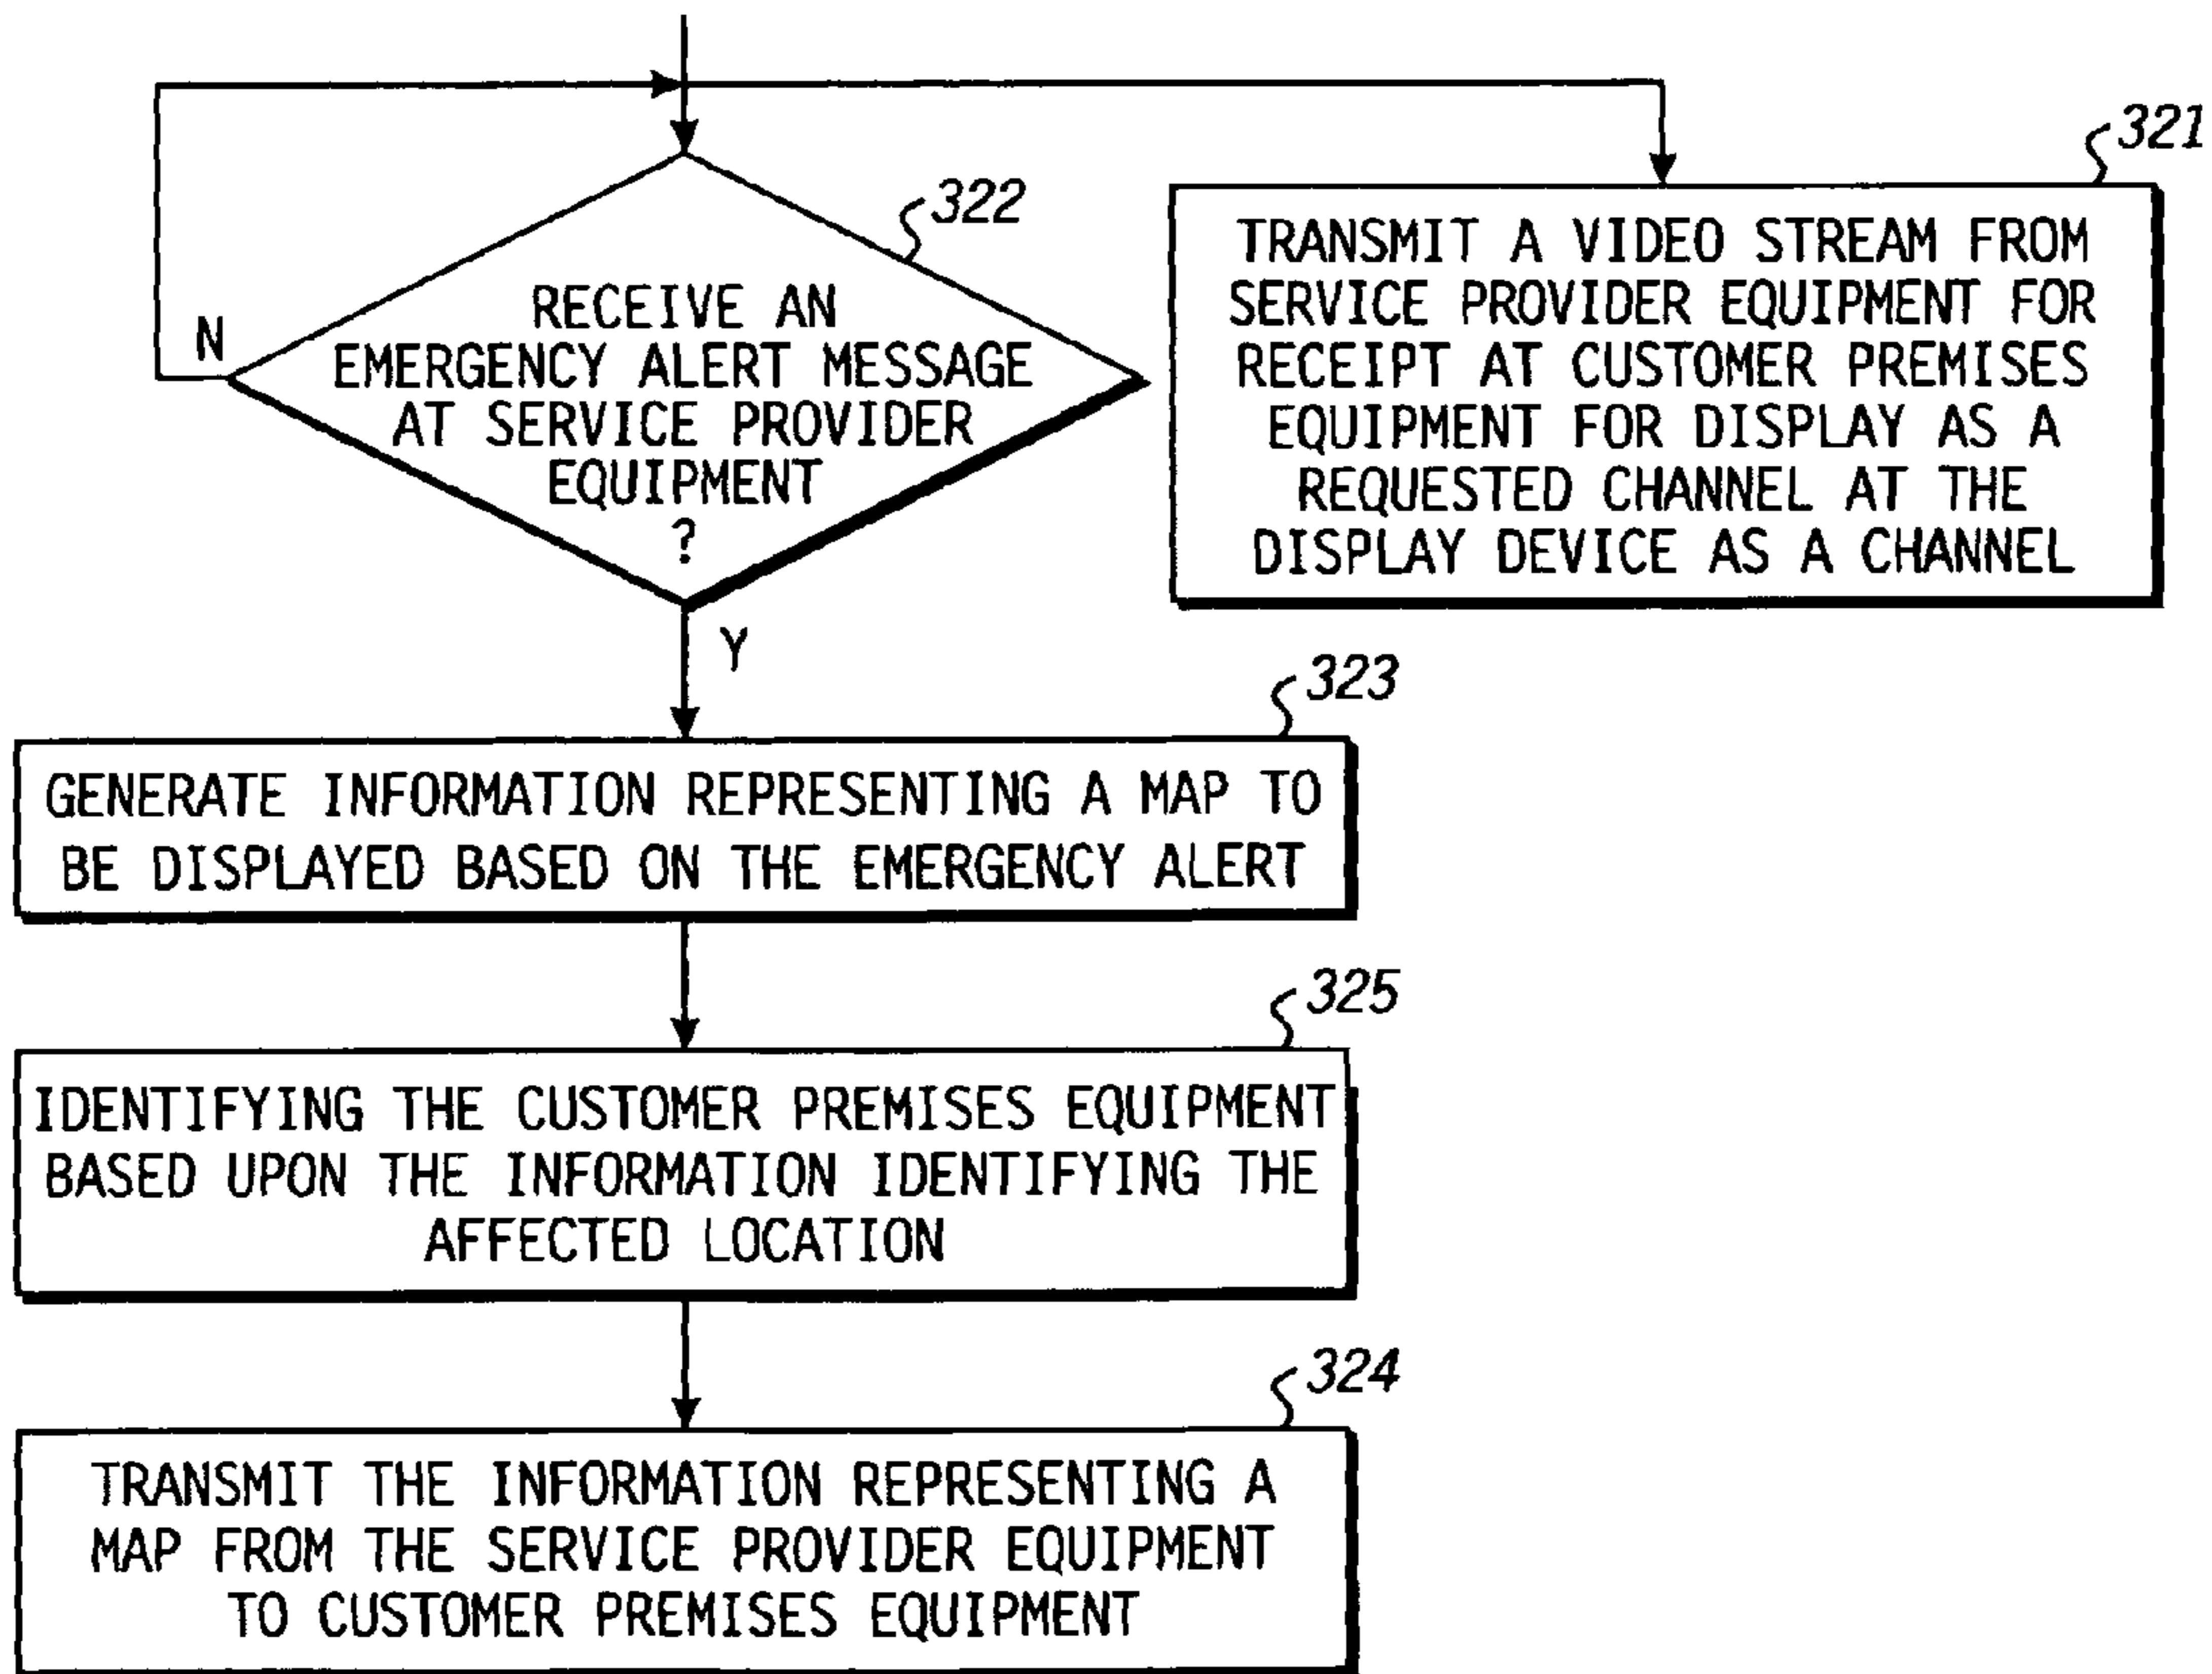 322
RECEIVE AN
EMERGENCY ALERT MESSAGE
AT SERVICE PROVIDER
EQUIPMENT
?
N
Y
321
TRANSMIT A VIDEO STREAM FROM
SERVICE PROVIDER EQUIPMENT FOR
RECEIPT AT CUSTOMER PREMISES
EQUIPMENT FOR DISPLAY AS A
REQUESTED CHANNEL AT THE
DISPLAY DEVICE AS A CHANNEL
323
GENERATE INFORMATION REPRESENTING A MAP TO
BE DISPLAYED BASED ON THE EMERGENCY ALERT
325
IDENTIFYING THE CUSTOMER PREMISES EQUIPMENT
BASED UPON THE INFORMATION IDENTIFYING THE
AFFECTED LOCATION
324
TRANSMIT THE INFORMATION REPRESENTING A
MAP FROM THE SERVICE PROVIDER EQUIPMENT
TO CUSTOMER PREMISES EQUIPMENT